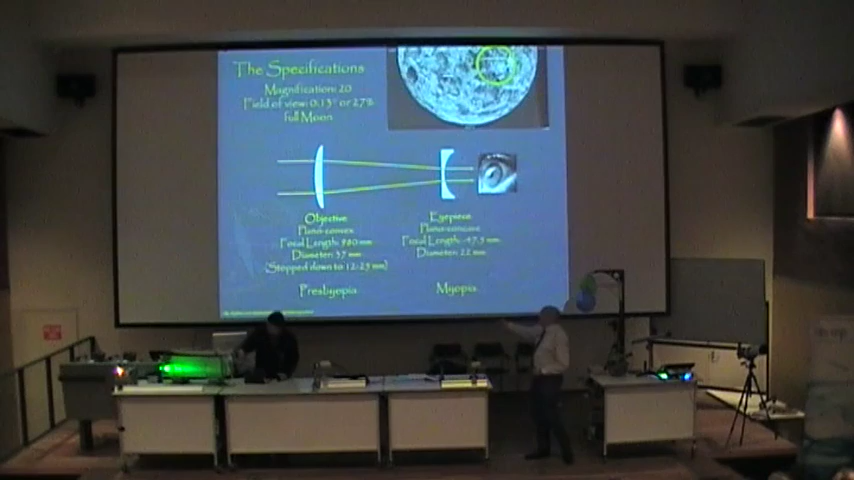 The Specifications
Magnification: 20
Field of view: 0.13° or 27%
full Moon
Objective
Plano-convex
Focal Length: 980 mm
Diameter: 37 mm
(Stopped down to 12-25 mm)
Presbyopia
Eyepiece
Plano-concave
Focal Length: -47.5 mm
Diameter: 22 mm
Myopia